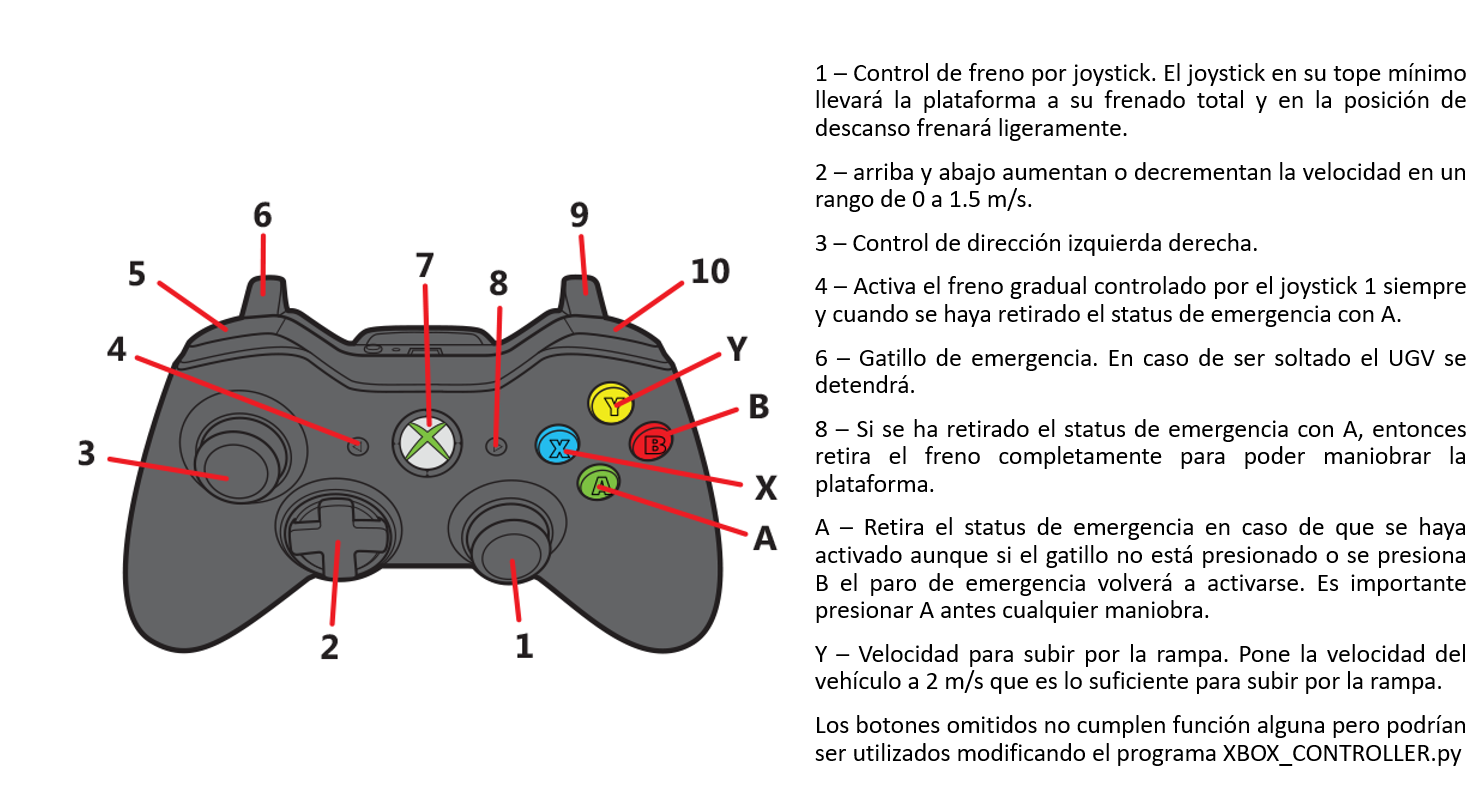 6
9
5
7
8
10
4
Y
B
3
X
A
2
1
Y
X
B
A
1 – Control de freno por joystick. El joystick en su tope mínimo
llevará la plataforma a su frenado total y en la posición de
descanso frenará ligeramente.
2 – arriba y abajo aumentan o decrementan la velocidad en un
rango de 0 a 1.5 m/s.
3 – Control de dirección izquierda derecha.
4 – Activa el freno gradual controlado por el joystick 1 siempre
y cuando se haya retirado el status de emergencia con A.
6 – Gatillo de emergencia. En caso de ser soltado el UGV se
detendrá.
8 – Si se ha retirado el status de emergencia con A, entonces
retira el freno completamente para poder maniobrar la
plataforma.
A – Retira el status de emergencia en caso de que se haya
activado aunque si el gatillo no está presionado o se presiona
B el paro de emergencia volverá a activarse. Es importante
presionar A antes cualquier maniobra.
Y – Velocidad para subir por la rampa. Pone la velocidad del
vehículo a 2 m/s que es lo suficiente para subir por la rampa.
Los botones omitidos no cumplen función alguna pero podrían
ser utilizados modificando el programa XBOX_CONTROLLER.py